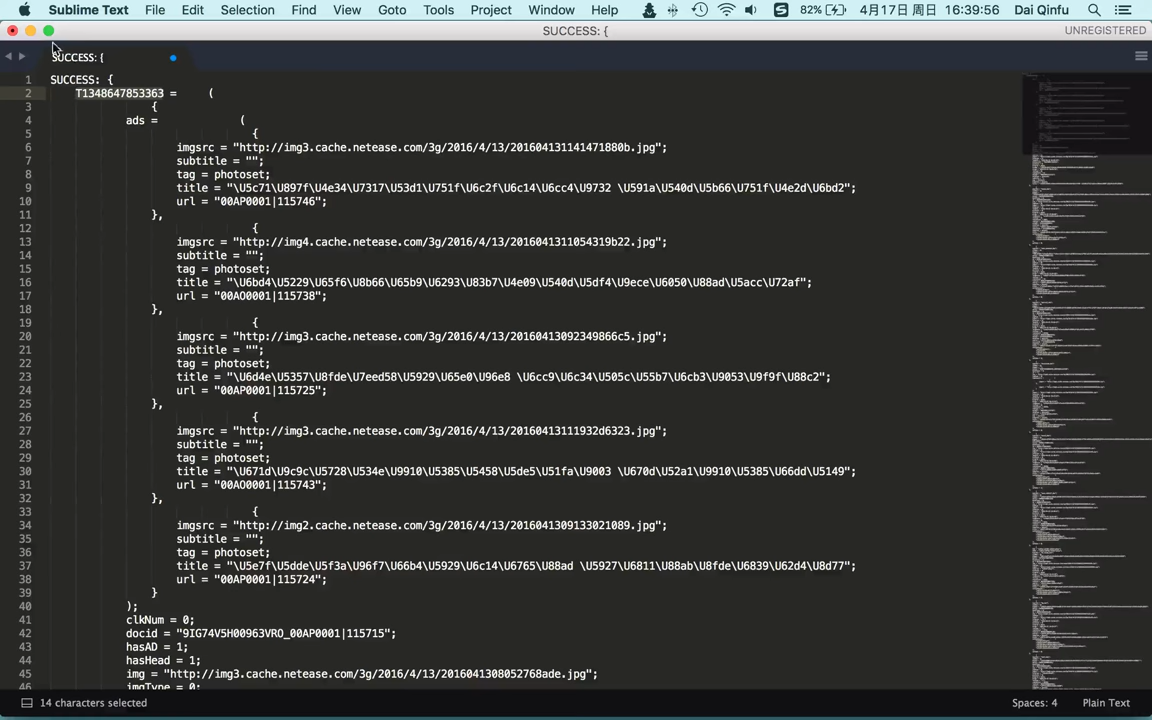 Sublime Text File Edit Selection Find View Goto Tools Project Window Help 82% 4月17日 周日 16:39:56 Dai Qinfu
SUCCESS: { UNREGISTERED
SUCCESS: {
1 SUCCESS: {
2 T1348647853363 = (
3 {
4 ads = (
5 {
6 imgsrc = "http://img3.cache.netease.com/3g/2016/4/13/201604131141471880b.jpg";
7 subtitle = "";
8 tag = photoset;
9 title = "\U5c71\U897f\U4e34\U7317\U53d1\U751f\U6c2f\U6c14\U6cc4\U9732 \U591a\U540d\U5b66\U751f\U4e2d\U6bd2";
10 url = "00AP0001|115746";
11 },
12 {
13 imgsrc = "http://img4.cache.netease.com/3g/2016/4/13/2016041311054319b22.jpg";
14 subtitle = "";
15 tag = photoset;
16 title = "\U6bd4\U5229\U65f6\U8b66\U65b9\U6293\U83b7\U4e09\U540d\U5df4\U9ece\U6050\U88ad\U5acc\U72af";
17 url = "00AO0001|115738";
18 },
19 {
20 imgsrc = "http://img3.cache.netease.com/3g/2016/4/13/2016041309234986​6c5.jpg";
21 subtitle = "";
22 tag = photoset;
23 title = "\U6d4e\U5357\U8fde\U7eed58\U5929\U65e0\U96e8 \U6cc9\U6c34\U505c\U55b7\U6cb3\U9053\U9f9f\U88c2";
24 url = "00AP0001|115725";
25 },
26 {
27 imgsrc = "http://img3.cache.netease.com/3g/2016/4/13/20160413111932d6323.jpg";
28 subtitle = "";
29 tag = photoset;
30 title = "\U671d\U9c9c\U5728\U534e\U9910\U5385\U5458\U5de5\U51fa\U9003 \U670d\U52a1\U9910\U5385\U66dd\U5149";
31 url = "00AO0001|115743";
32 },
33 {
34 imgsrc = "http://img2.cache.netease.com/3g/2016/4/13/2016041309133021089.jpg";
35 subtitle = "";
36 tag = photoset;
37 title = "\U5e7f\U5dde\U5f3a\U96f7\U66b4\U5929\U6c14\U6765\U88ad \U5927\U6811\U88ab\U8fde\U6839\U62d4\U8d77";
38 url = "00AP0001|115724";
39 }
40 );
41 clkNum = 0;
42 docid = "9IG74V5H00963VRO_00AP0001|115715";
43 hasAD = 1;
44 hasHead = 1;
45 img = "http://img3.cache.netease.com/3g/2016/4/13/2016041308052768ade.jpg";
46 imgType = 0;
14 characters selected Spaces: 4 Plain Text